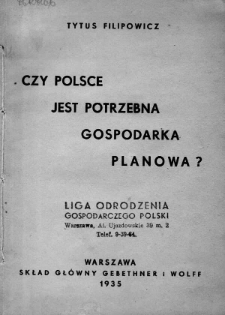 TYTUS FILIPOWICZ
CZY POLSCE
JEST POTRZEBNA
GOSPODARKA
PLANOWA?
LIGA ODRODZENIA
GOSPODARCZEGO POLSKI
Warszawa, Al. Ujazdowskie 39 m. 2
Telef.
WARSZAWA
SKŁAD GŁÓWNY GEBETHNER I WOLFF
1935